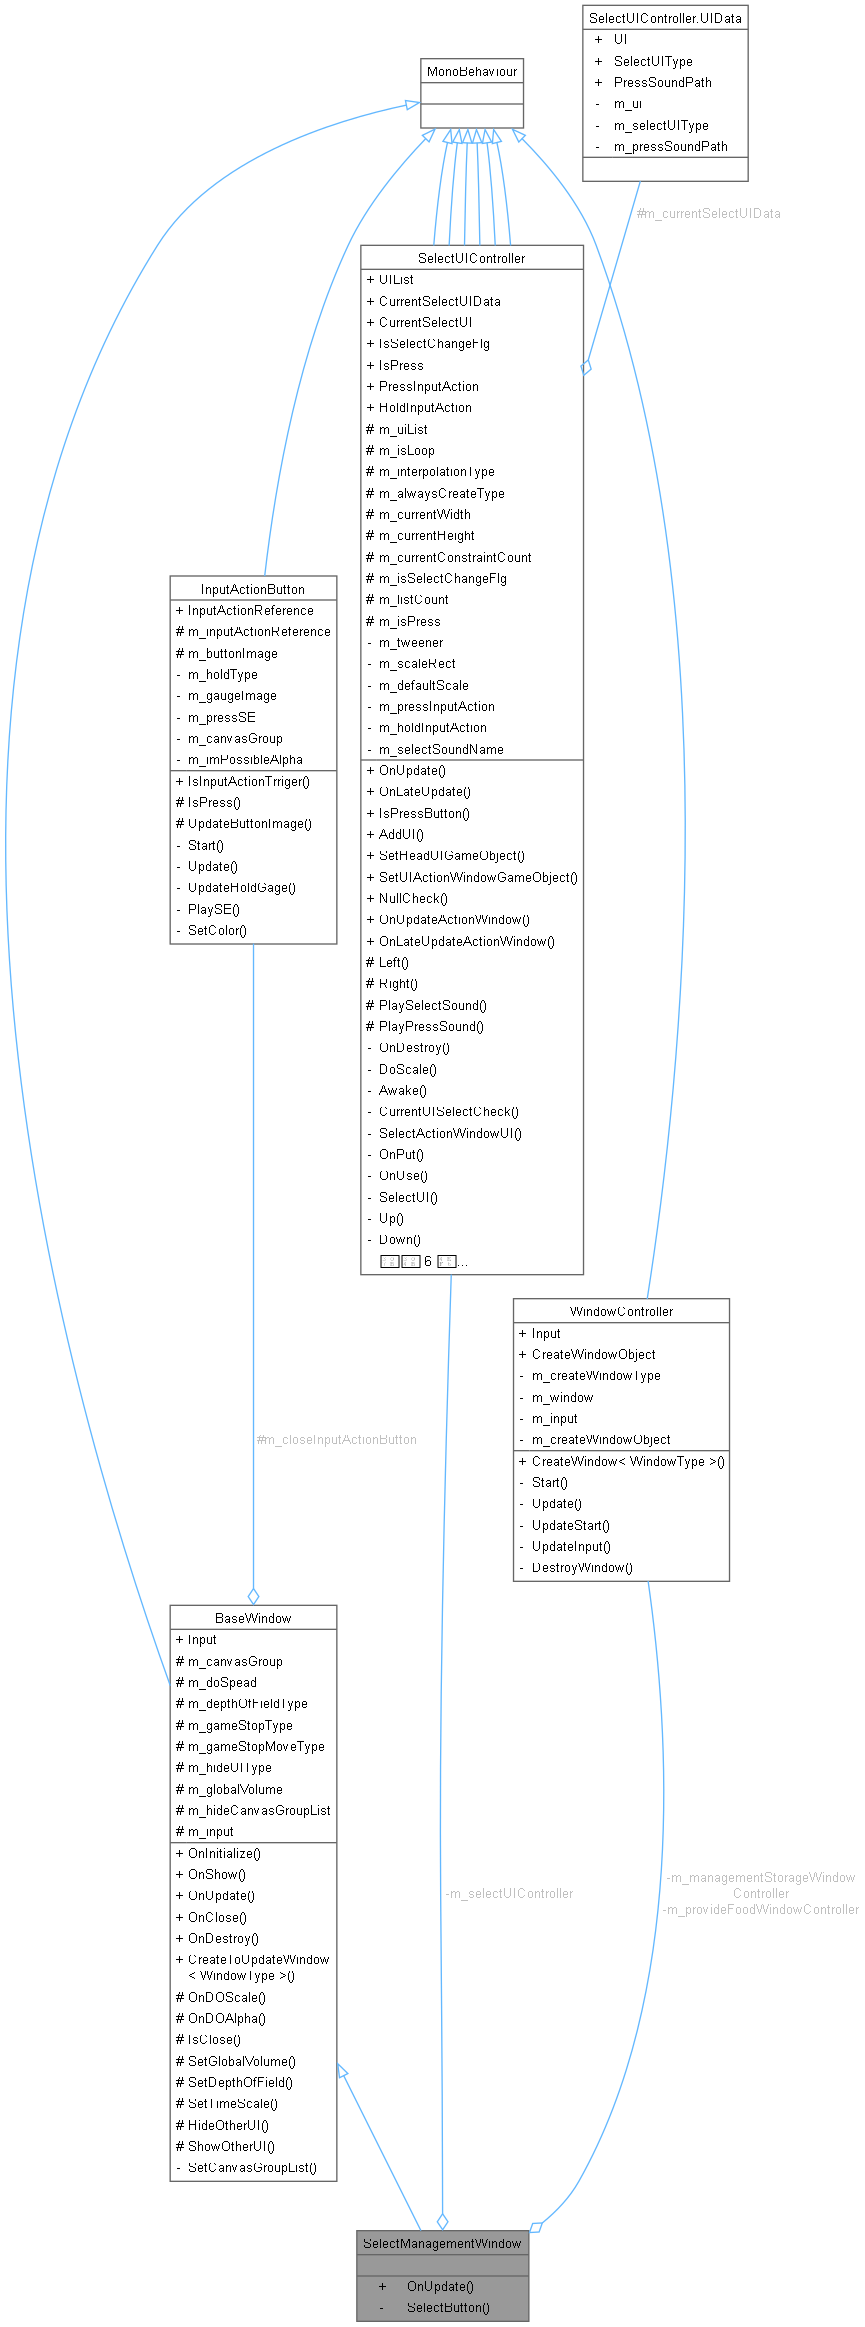 SelectUIController.UIData
+ UI
+ SelectUIType
+ PressSoundPath
- m_ui
- m_selectUIType
- m_pressSoundPath
MonoBehaviour
#m_currentSelectUIData
SelectUIController
+ UIList
+ CurrentSelectUIData
+ CurrentSelectUI
+ IsSelectChangeFlg
+ IsPress
+ PressInputAction
+ HoldInputAction
# m_uiList
# m_isLoop
# m_interpolationType
# m_alwaysCreateType
# m_currentWidth
# m_currentHeight
# m_currentConstraintCount
# m_isSelectChangeFlg
# m_listCount
# m_isPress
- m_tweener
- m_scaleRect
- m_defaultScale
- m_pressInputAction
- m_holdInputAction
- m_selectSoundName
+ OnUpdate()
+ OnLateUpdate()
+ IsPressButton()
+ AddUI()
+ SetHeadUIGameObject()
+ SetUIActionWindowGameObject()
+ NullCheck()
+ OnUpdateActionWindow()
+ OnLateUpdateActionWindow()
# Left()
# Right()
# PlaySelectSound()
# PlayPressSound()
- OnDestroy()
- DoScale()
- Awake()
- CurrentUISelectCheck()
- SelectActionWindowUI()
- OnPut()
- OnUse()
- SelectUI()
- Up()
- Down()
6 ...
InputActionButton
+ InputActionReference
# m_inputActionReference
# m_buttonImage
- m_holdType
- m_gaugeImage
- m_pressSE
- m_canvasGroup
- m_imPossibleAlpha
+ IsInputActionTrriger()
# IsPress()
# UpdateButtonImage()
- Start()
- Update()
- UpdateHoldGage()
- PlaySE()
- SetColor()
WindowController
+ Input
+ CreateWindowObject
- m_createWindowType
- m_window
- m_input
- m_createWindowObject
+ CreateWindow< WindowType >()
- Start()
- Update()
- UpdateStart()
- UpdateInput()
- DestroyWindow()
#m_closeInputActionButton
BaseWindow
+ Input
# m_canvasGroup
# m_doSpead
# m_depthOfFieldType
# m_gameStopType
# m_gameStopMoveType
# m_hideUIType
# m_globalVolume
# m_hideCanvasGroupList
# m_input
+ OnInitialize()
+ OnShow()
+ OnUpdate()
+ OnClose()
+ OnDestroy()
+ CreateToUpdateWindow
< WindowType >()
# OnDOScale()
# OnDOAlpha()
# IsClose()
# SetGlobalVolume()
# SetDepthOfField()
# SetTimeScale()
# HideOtherUI()
# ShowOtherUI()
- SetCanvasGroupList()
-m_selectUIController
-m_managementStorageWindow
Controller
-m_provideFoodWindowController
SelectManagementWindow
+ OnUpdate()
- SelectButton()